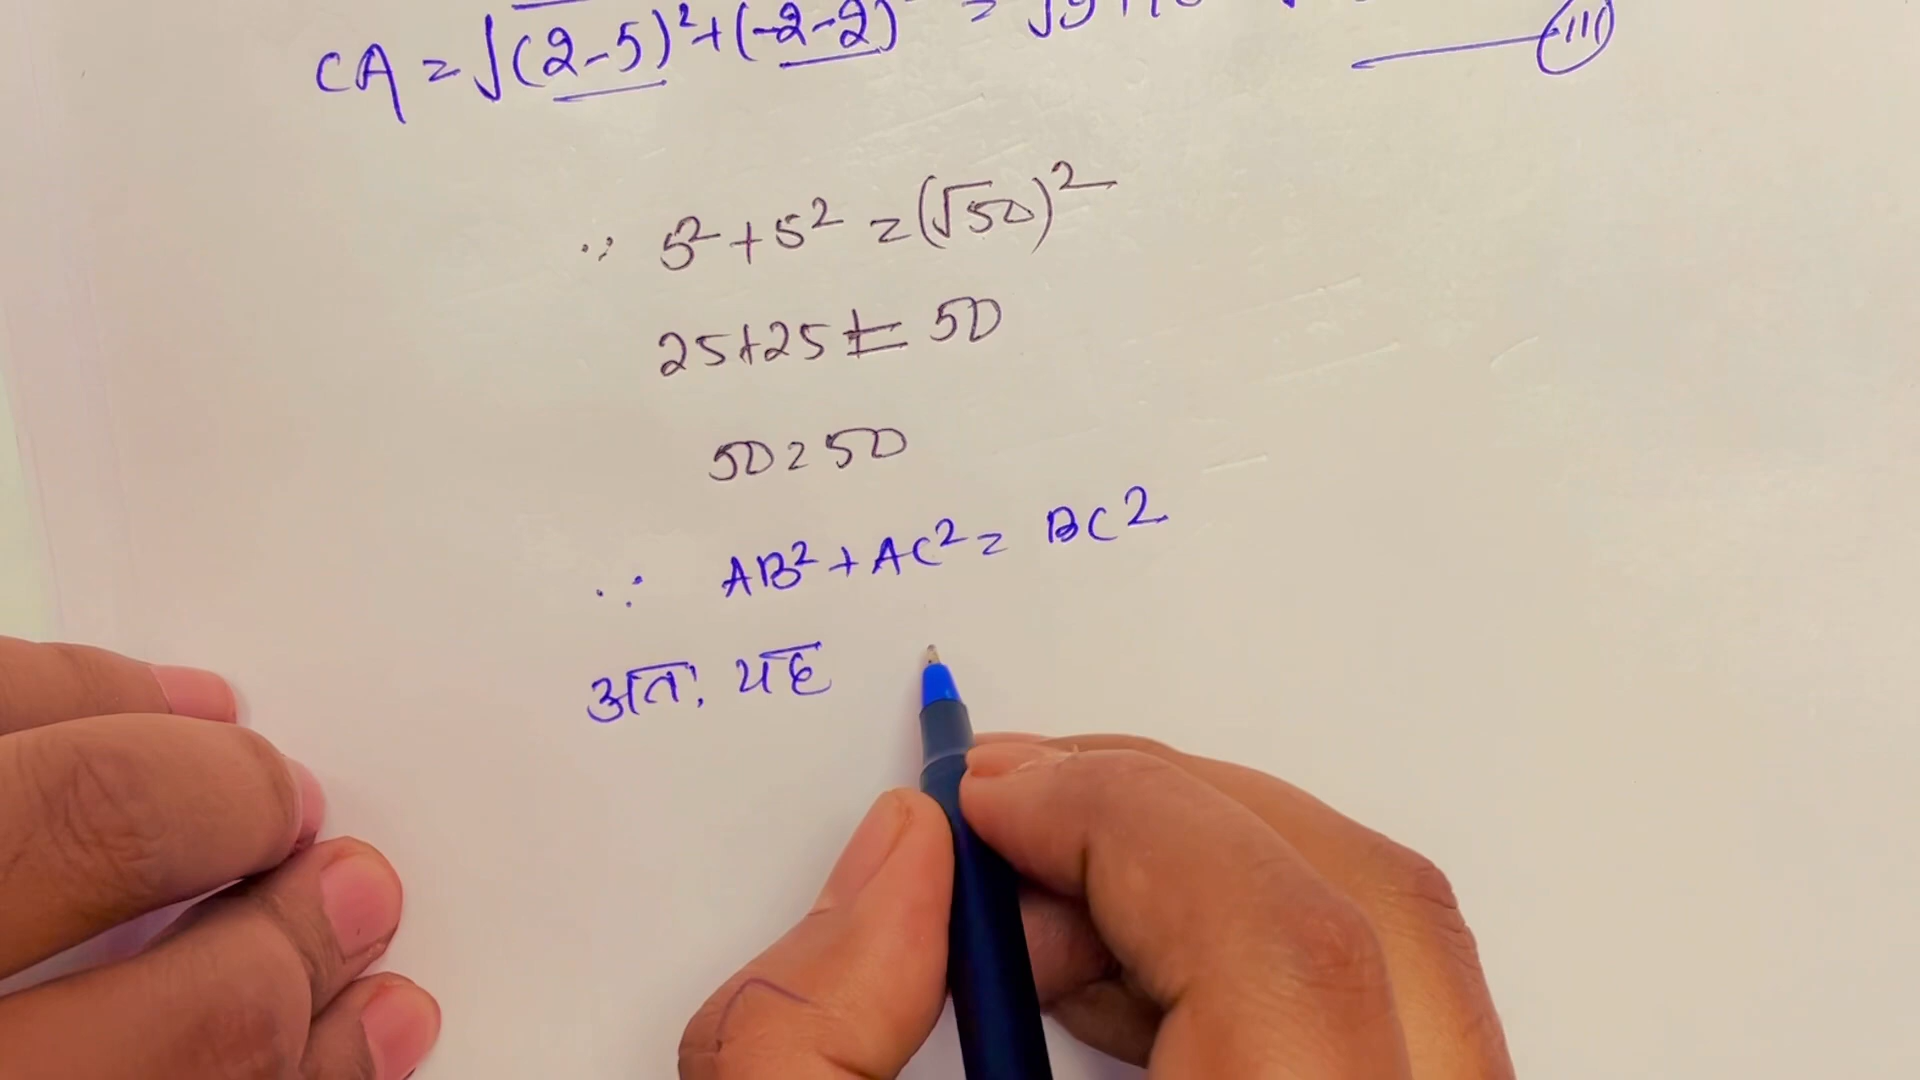 CA = √(2-5)²+(-2-2) =
(iii)
∵ 5²+5² = (√50)²
25+25 = 50
50 = 50
∵ AB²+AC² = BC²
अतः यह